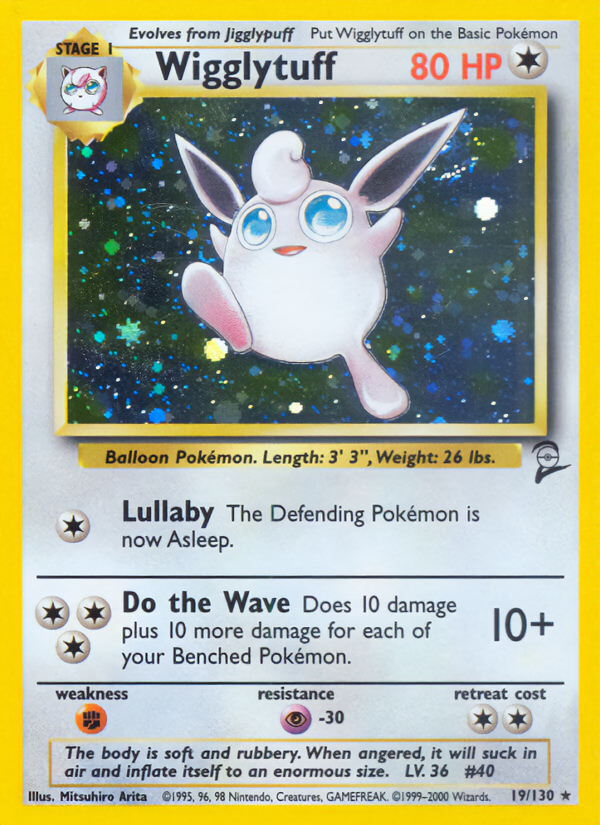 Evolves from Jigglypuff Put Wigglytuff on the Basic Pokémon
STAGE 1
Wigglytuff 80 HP
Balloon Pokémon. Length: 3' 3", Weight: 26 lbs.
Lullaby The Defending Pokémon is
now Asleep.
Do the Wave Does 10 damage
plus 10 more damage for each of
your Benched Pokémon.
10+
weakness resistance retreat cost
-30
The body is soft and rubbery. When angered, it will suck in
air and inflate itself to an enormous size. LV. 36 #40
Illus. Mitsuhiro Arita ©1995, 96, 98 Nintendo, Creatures, GAMEFREAK. ©1999-2000 Wizards. 19/130 ★